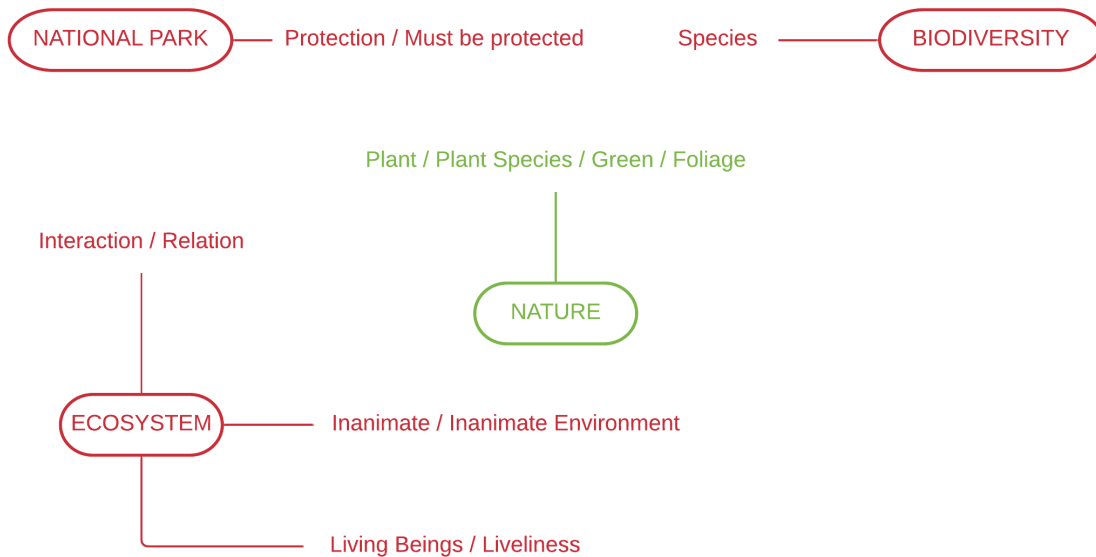 NATIONAL PARK
Protection / Must be protected
Species
BIODIVERSITY
Plant / Plant Species / Green / Foliage
Interaction / Relation
NATURE
ECOSYSTEM
Inanimate / Inanimate Environment
Living Beings / Liveliness